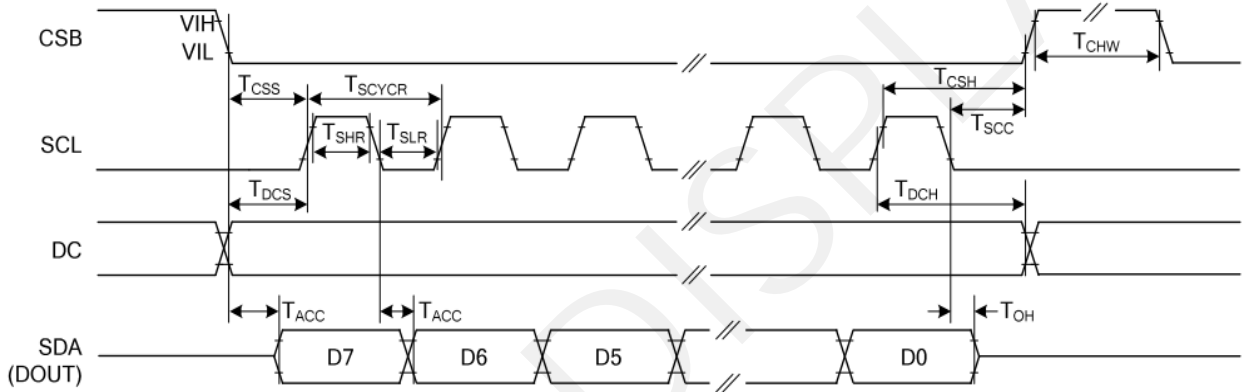 CSB
VIH
VIL
TCHW
TCSS
TSCYCR
TCSH
TSCC
SCL
TSHR
TSLR
TDCS
TDCH
DC
TACC
TACC
TOH
SDA
(DOUT)
D7
D6
D5
D0
DISPLA